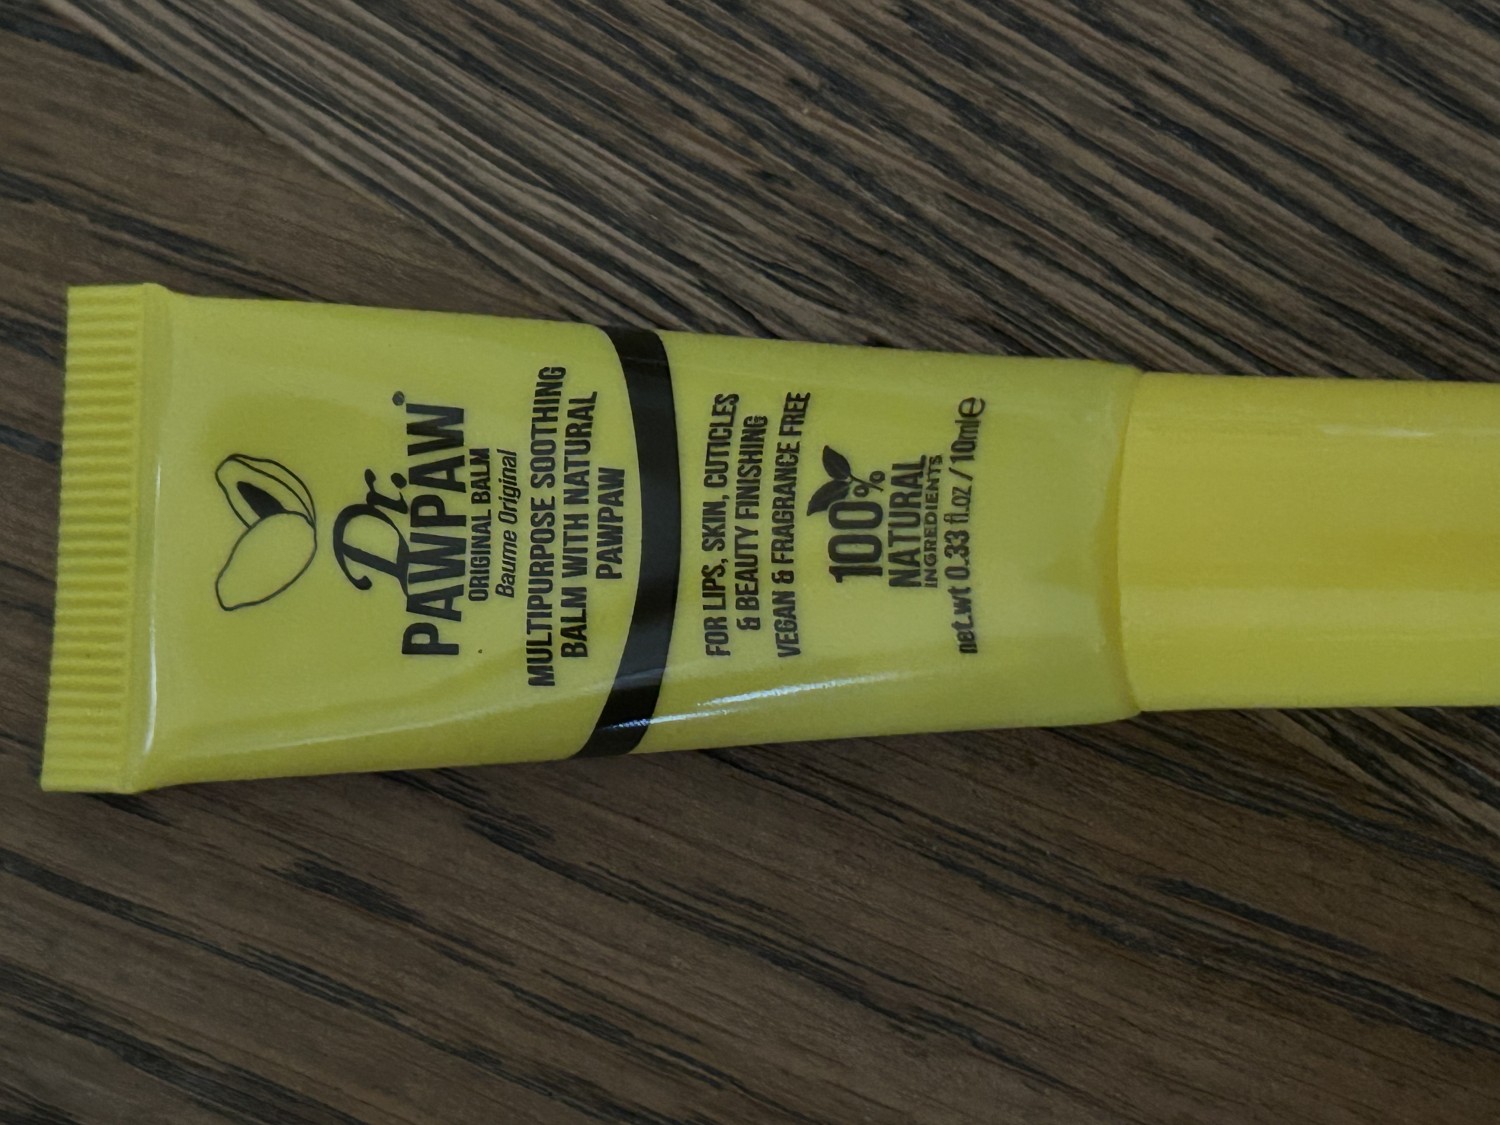 Dr.
PAWPAW
ORIGINAL BALM
Baume Original
MULTIPURPOSE SOOTHING
BALM WITH NATURAL
PAWPAW
FOR LIPS, SKIN, CUTICLES
& BEAUTY FINISHING
VEGAN & FRAGRANCE FREE
100%
NATURAL
INGREDIENTS
net.wt 0.33 fl.oz / 10ml℮